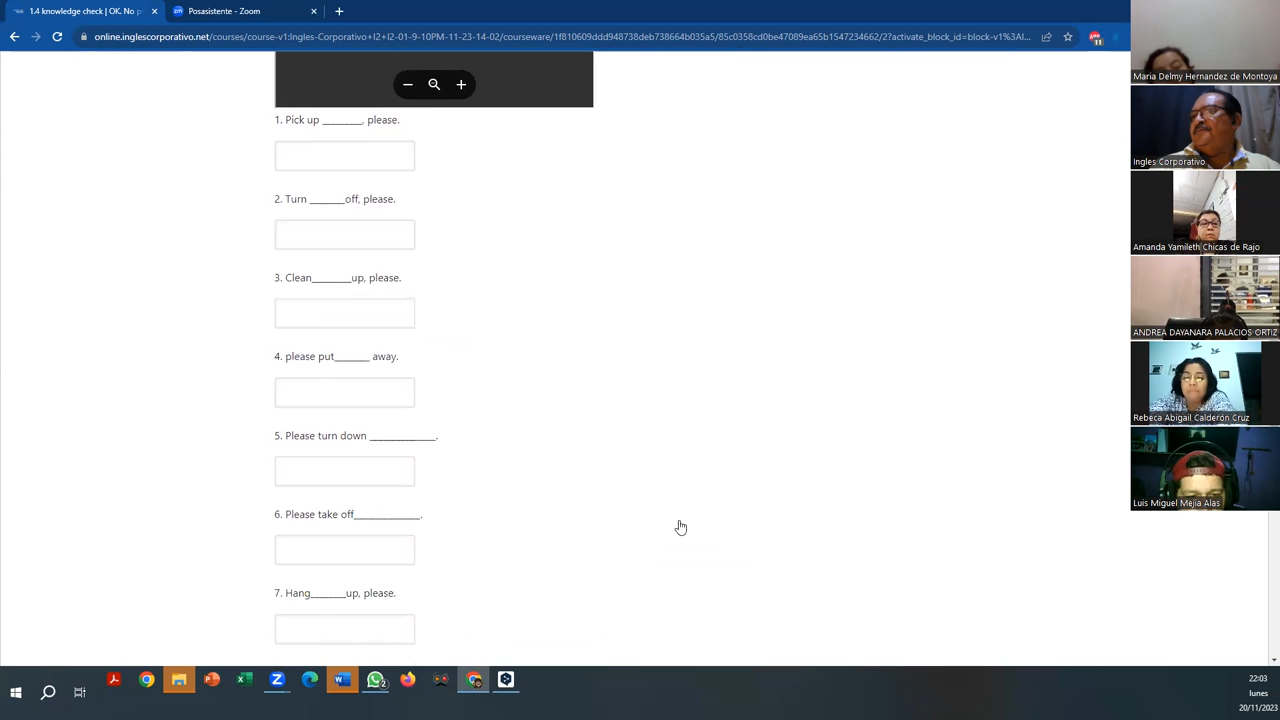 1.4 knowledge check | OK. No p
Posasistente - Zoom
online.inglescorporativo.net/courses/course-v1:Ingles-Corporativo+I2+I2-01-9-10PM-11-23-14-02/courseware/1f810609ddd948738deb738664b035a5/85c0358cd0be47089ea65b1547234662/2?activate_block_id=block-v1%3AI...
11
1. Pick up ________, please.
2. Turn _______off, please.
3. Clean________up, please.
4. please put_______ away.
5. Please turn down _____________.
6. Please take off_____________.
7. Hang_______up, please.
Maria Delmy Hernandez de Montoya
Ingles Corporativo
Amanda Yamileth Chicas de Rajo
ANDREA DAYANARA PALACIOS ORTIZ
Rebeca Abigail Calderón Cruz
Luis Miguel Mejia Alas
2
22:03
lunes
20/11/2023